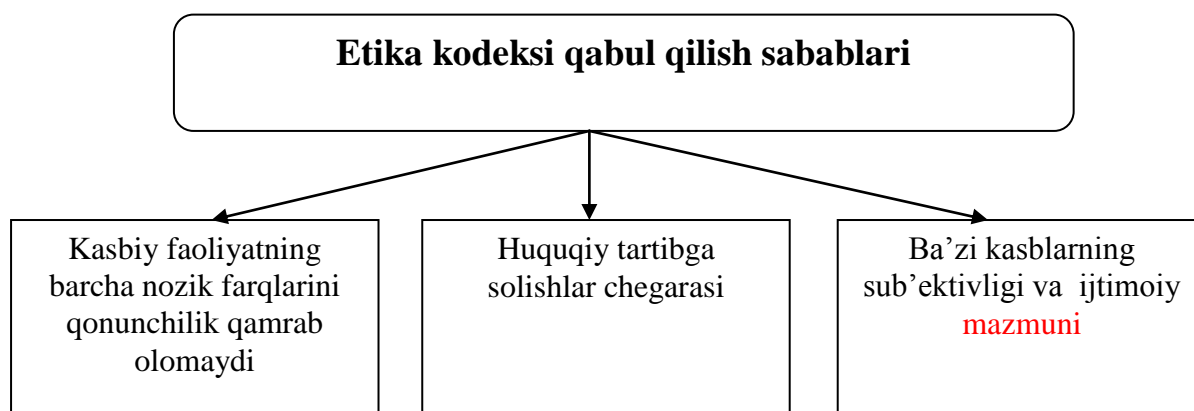 Etika kodeksi qabul qilish sabablari
Kasbiy faoliyatning
barcha nozik farqlarini
qonunchilik qamrab
olomaydi
Huquqiy tartibga
solishlar chegarasi
Ba’zi kasblarning
sub’ektivligi va ijtimoiy
mazmuni